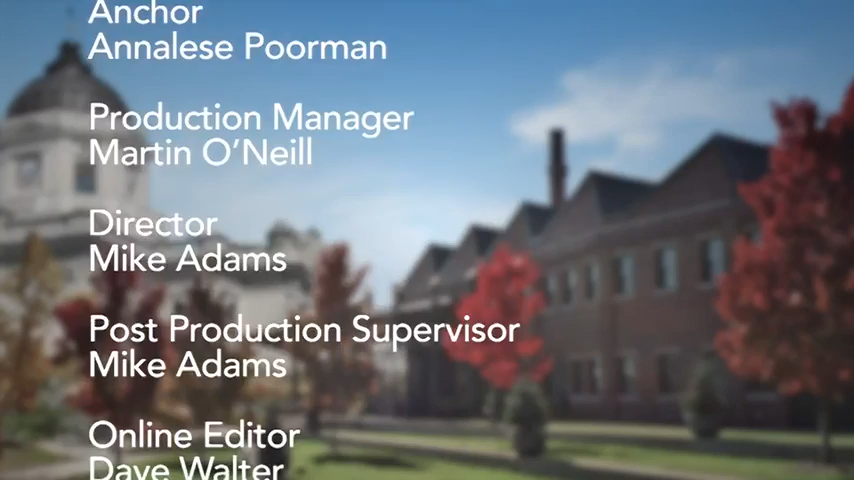 Anchor
Annalese Poorman
Production Manager
Martin O'Neill
Director
Mike Adams
Post Production Supervisor
Mike Adams
Online Editor
Dave Walter